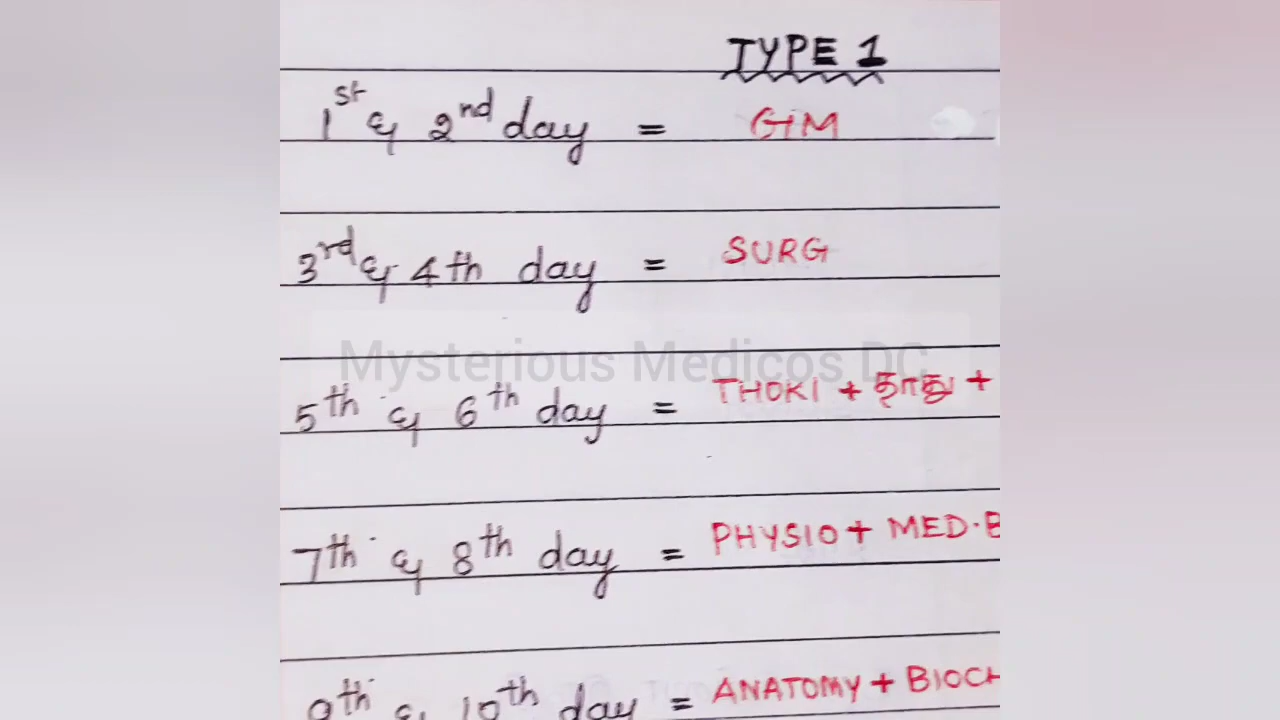 TYPE 1
1st & 2nd day = GIM
3rd & 4th day = SURG
Mysterious Medicos DC
5th & 6th day = THOKI + தாது +
7th & 8th day = PHYSIO + MED.B
9th & 10th day = ANATOMY + BIOCH